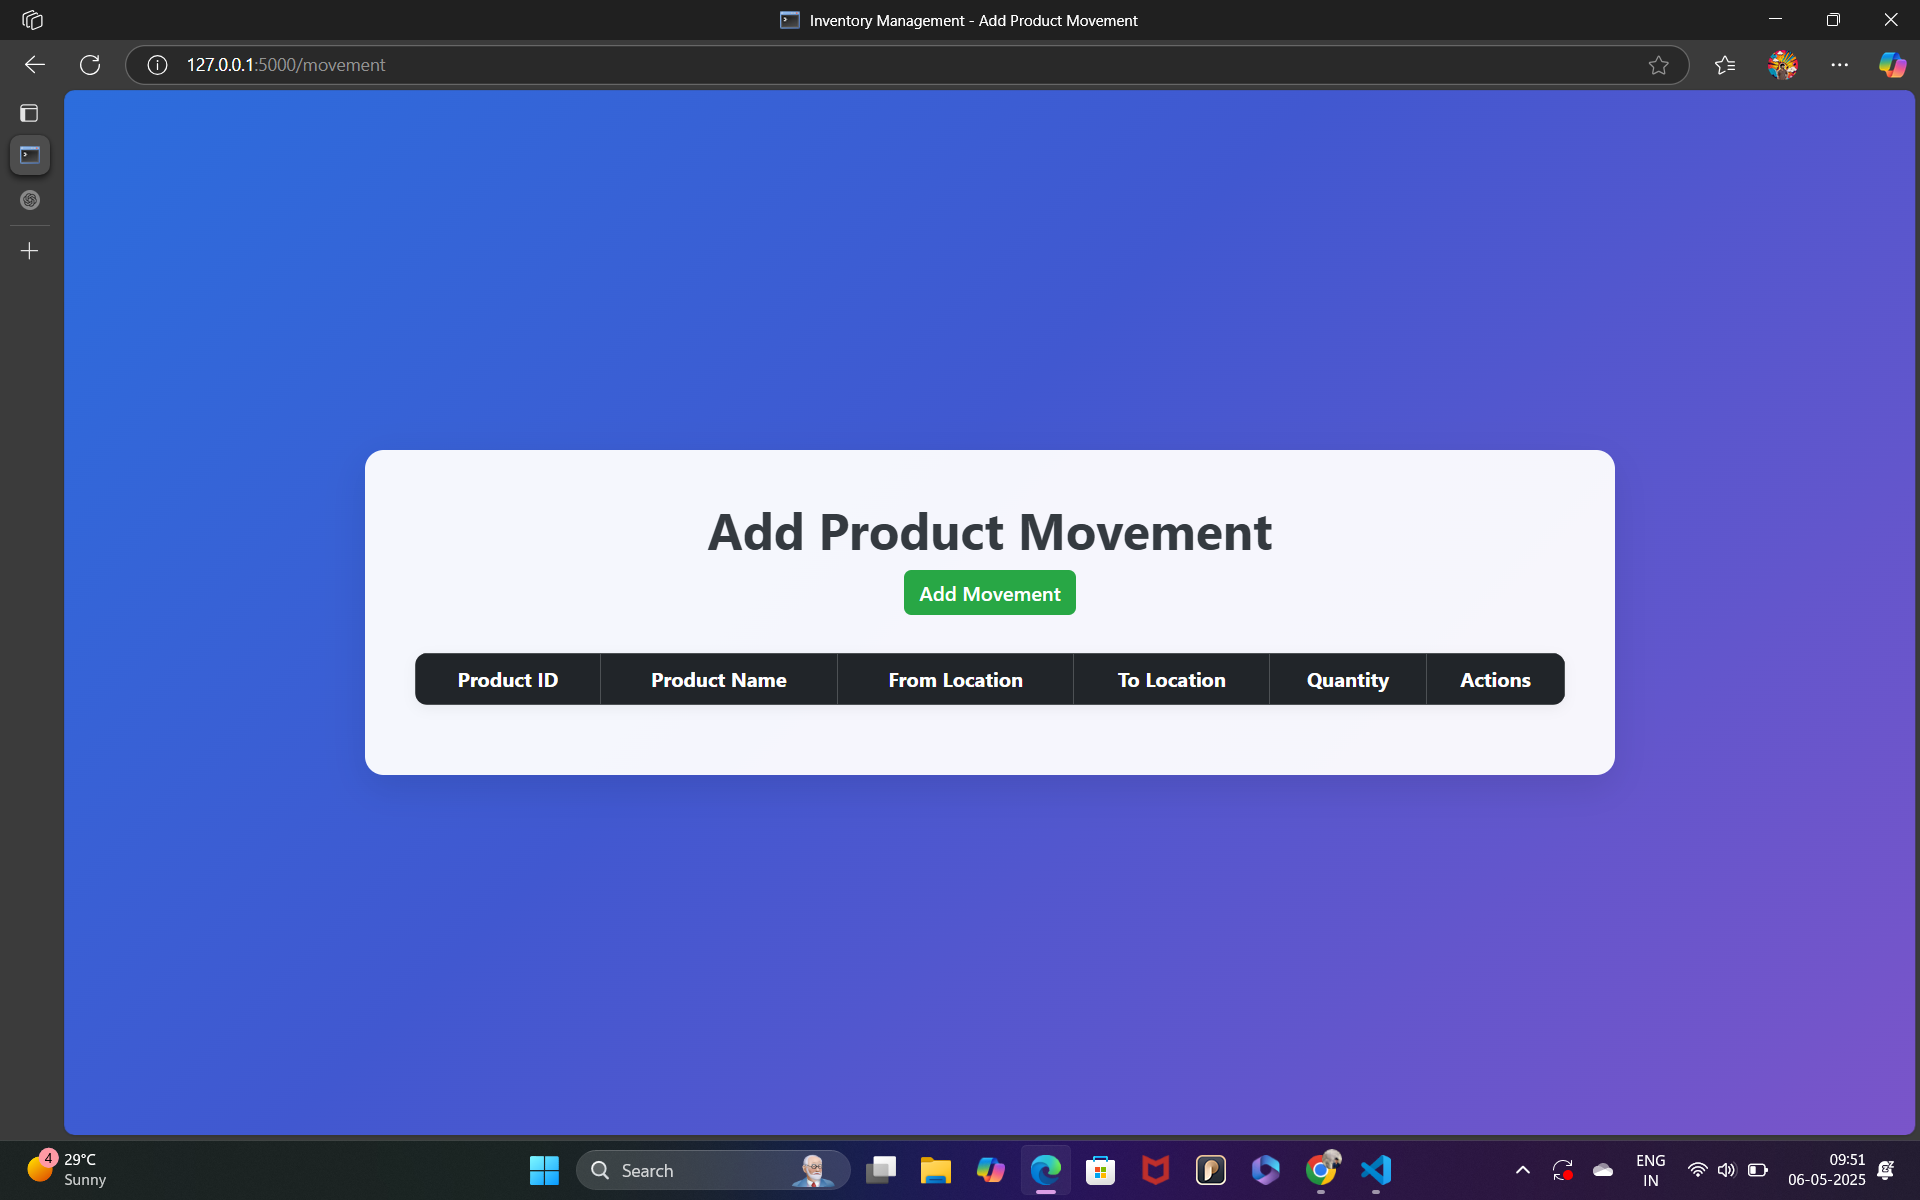 Inventory Management - Add Product Movement
127.0.0.1:5000/movement
Add Product Movement
Add Movement
Product ID Product Name From Location To Location Quantity Actions
4
29°C
Sunny
Search
ENG
IN
09:51
06-05-2025